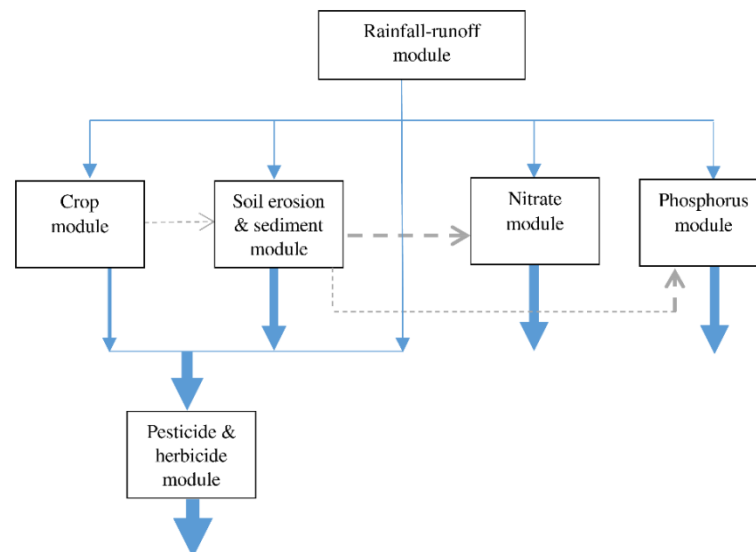 Rainfall-runoff
module
Crop
module
Soil erosion
& sediment
module
Nitrate
module
Phosphorus
module
Pesticide &
herbicide
module